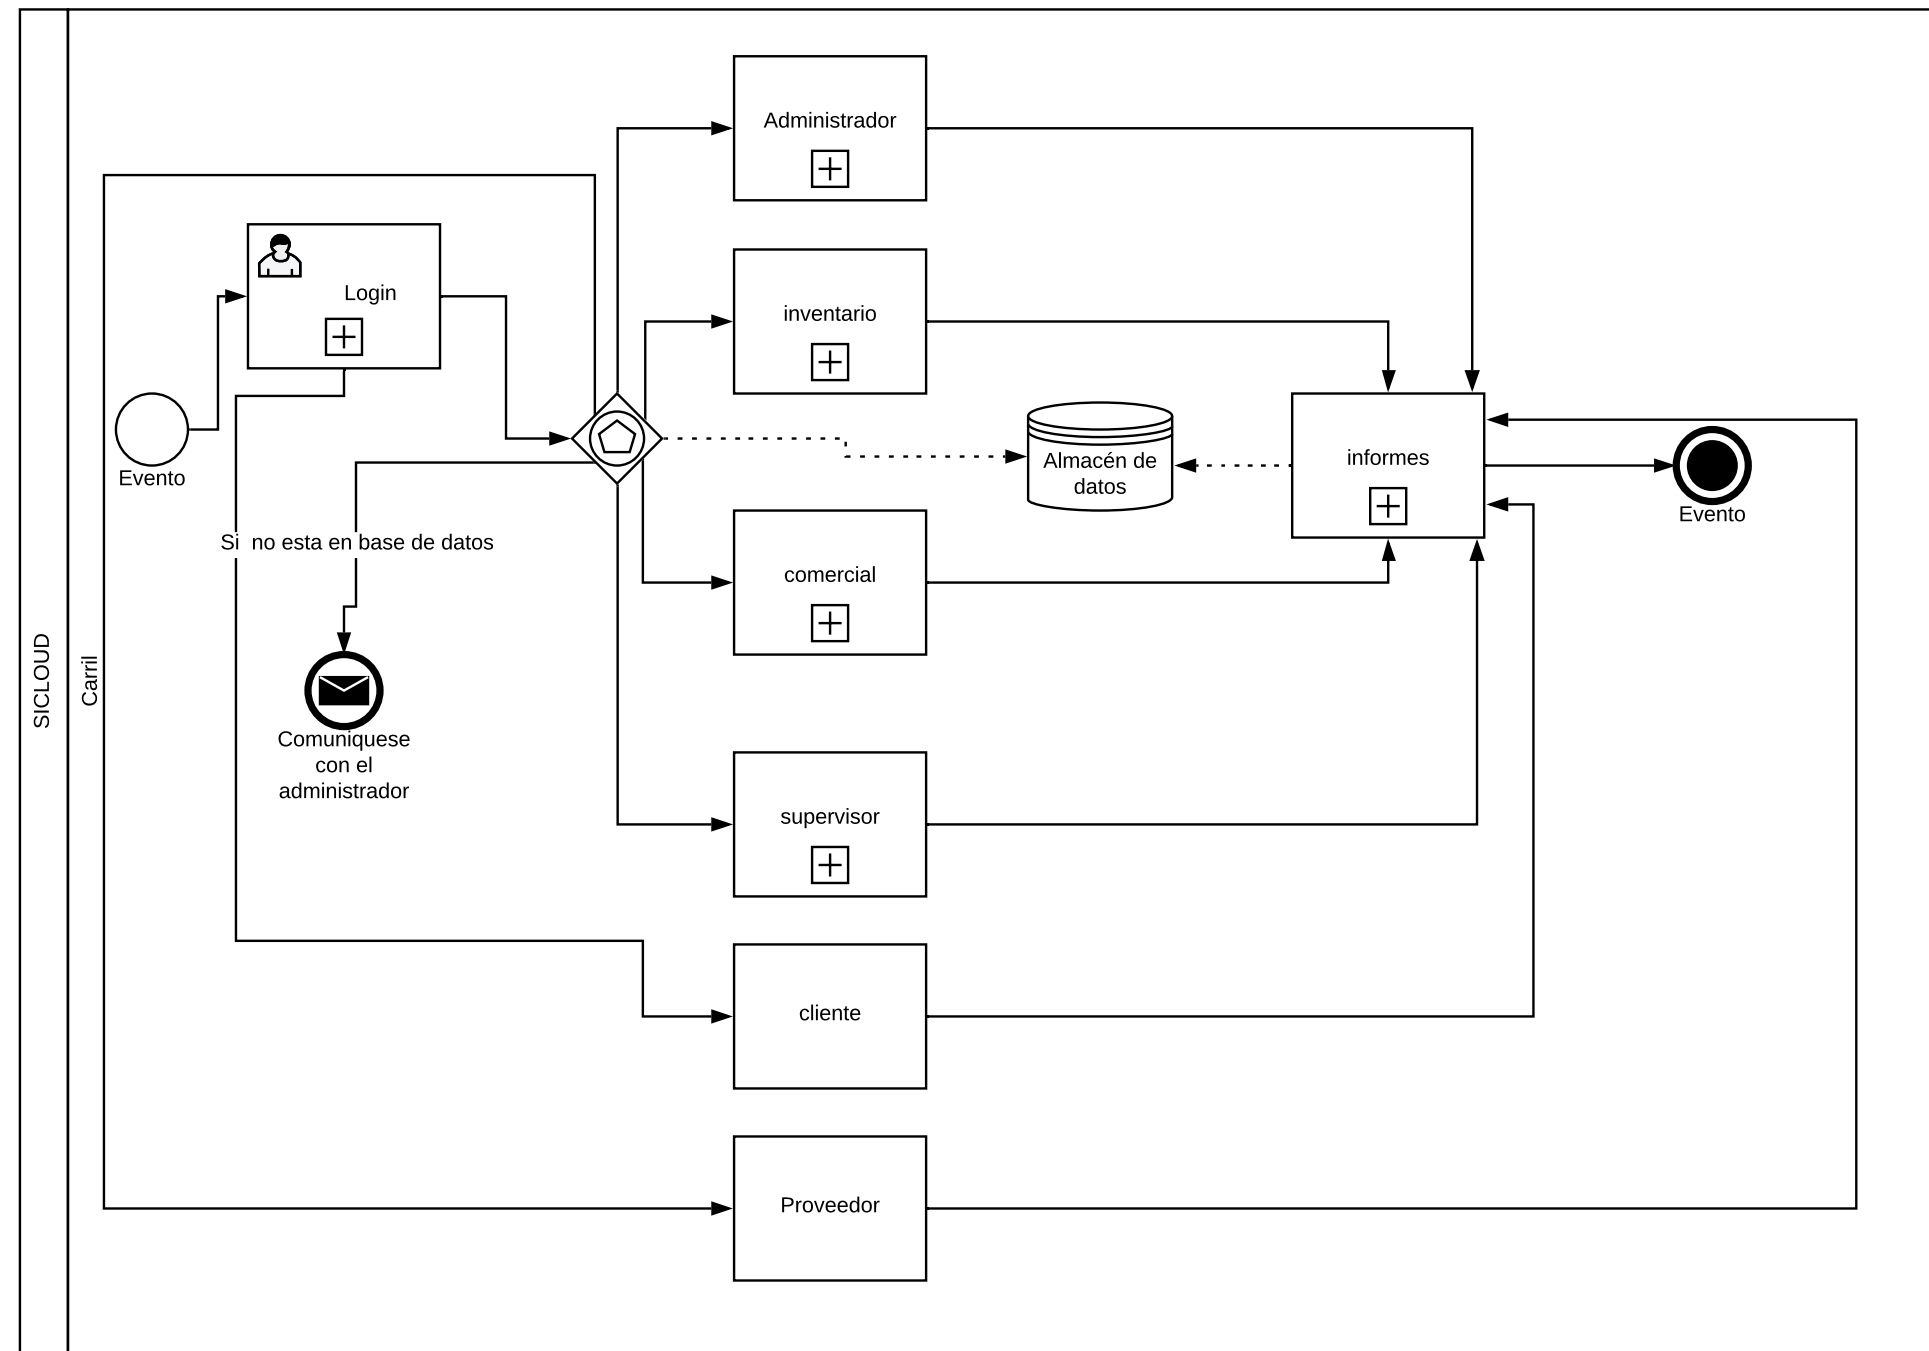 SICLOUD
Carril
Administrador
Login
inventario
Evento
Almacén de
datos
informes
Evento
Si  no esta en base de datos
comercial
Comuniquese
con el
administrador
supervisor
cliente
Proveedor